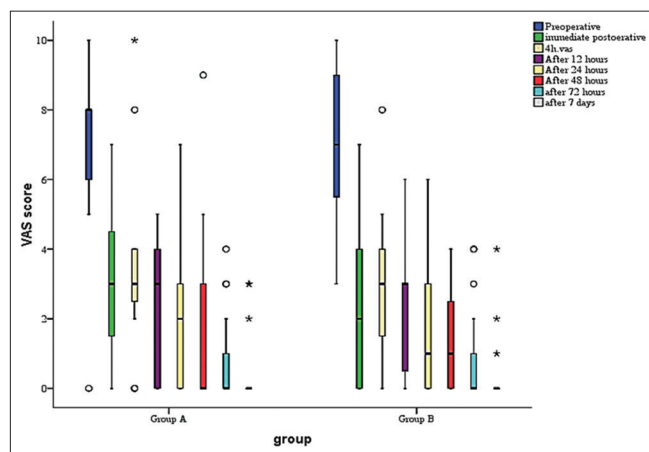 Preoperative
immediate postoerative
4h.vas
After 12 hours
After 24 hours
After 48 hours
after 72 hours
after 7 days
VAS score
10
8
6
4
2
0
Group A
Group B
group